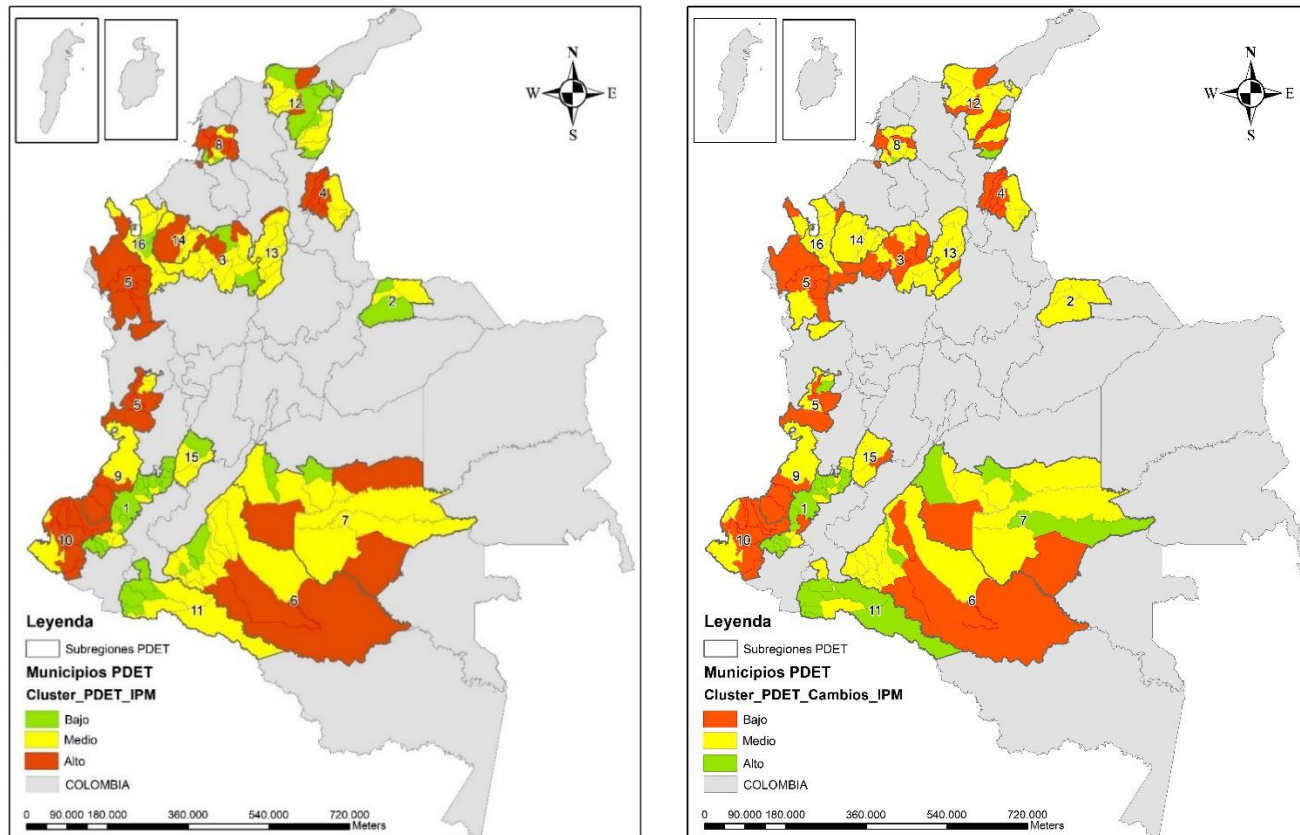 N
W E
S
12
8
4
16
14
3
13
5
2
5
15
9
1
7
10
6
11
Leyenda
Subregiones PDET
Municipios PDET
Cluster_PDET_IPM
Bajo
Medio
Alto
COLOMBIA
0 90.000 180.000 360.000 540.000 720.000
Meters
N
W E
S
12
8
4
16
14
3
13
5
2
5
15
9
1
7
10
6
11
Leyenda
Subregiones PDET
Municipios PDET
Cluster_PDET_Cambios_IPM
Bajo
Medio
Alto
COLOMBIA
0 90.000 180.000 360.000 540.000 720.000
Meters